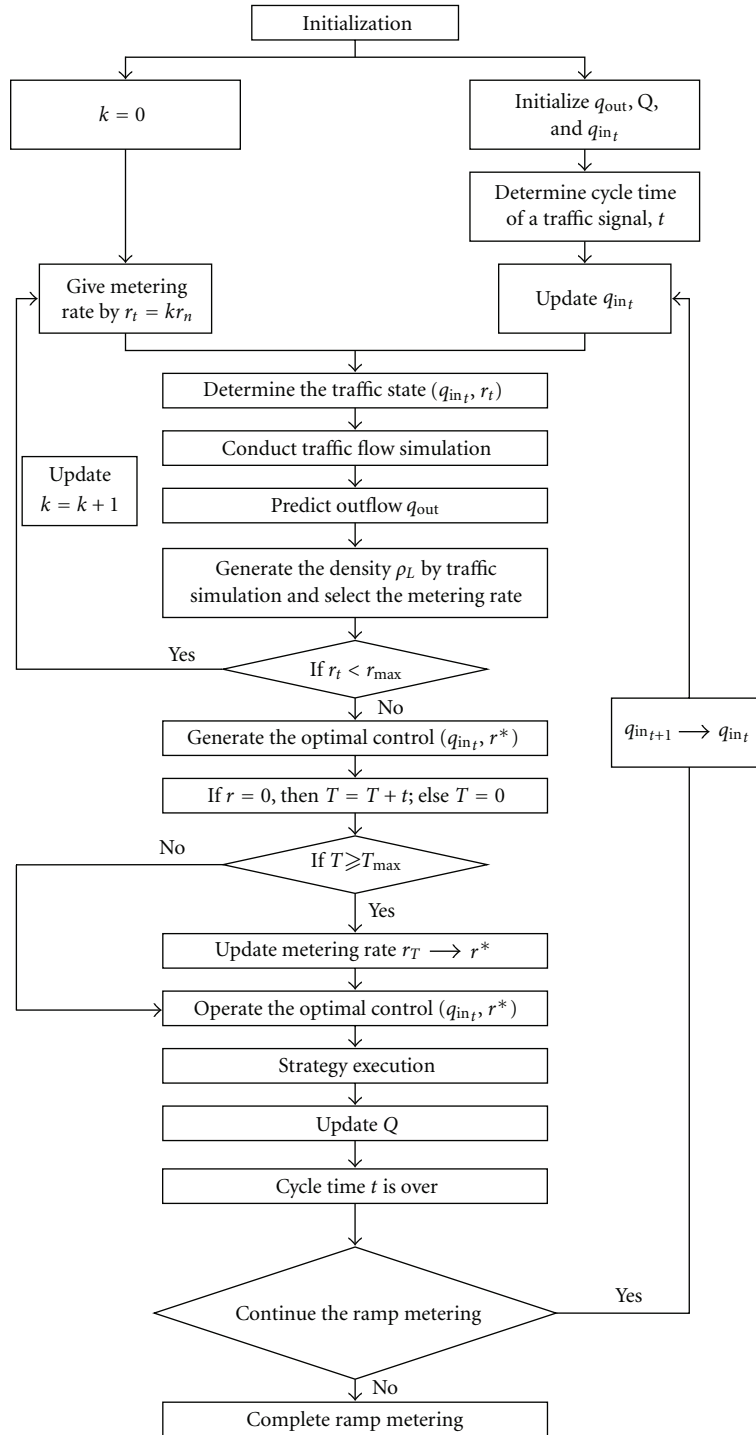 Initialization
k = 0
Initialize q_out, Q,
and q_in_t
Determine cycle time
of a traffic signal, t
Give metering
rate by r_t = kr_n
Update q_in_t
Determine the traffic state (q_in_t, r_t)
Conduct traffic flow simulation
Update
k = k + 1
Predict outflow q_out
Generate the density ρ_L by traffic
simulation and select the metering rate
Yes
If r_t < r_max
No
Generate the optimal control (q_in_t, r*)
q_in_t+1 → q_in_t
If r = 0, then T = T + t; else T = 0
No
If T ⩾ T_max
Yes
Update metering rate r_T → r*
Operate the optimal control (q_in_t, r*)
Strategy execution
Update Q
Cycle time t is over
Continue the ramp metering
Yes
No
Complete ramp metering